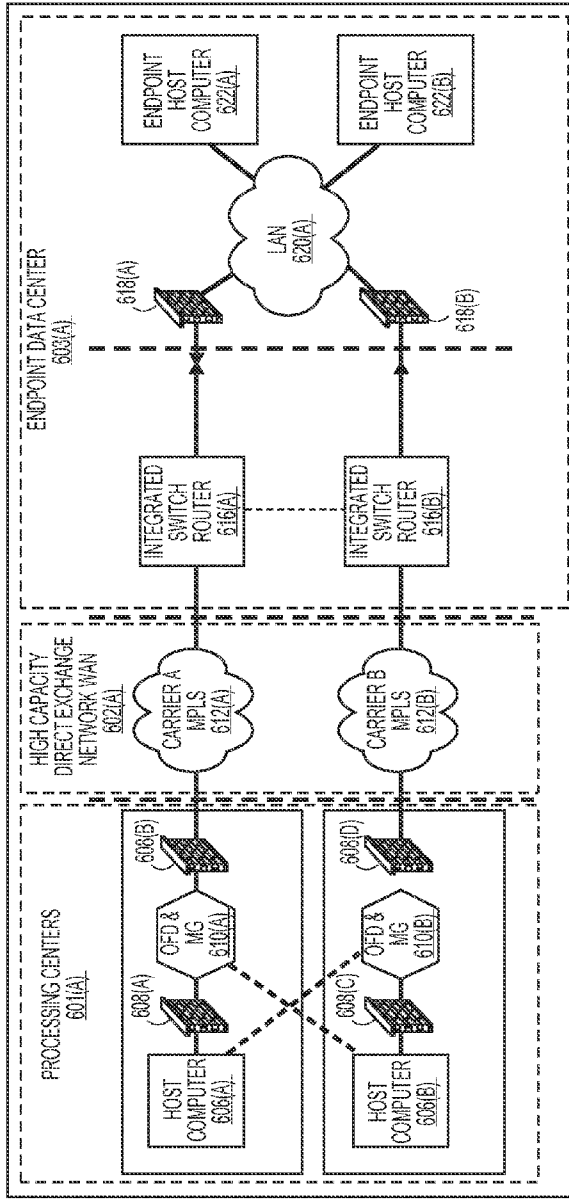 PROCESSING CENTERS
601(A)
HOST
COMPUTER
606(A)
608(A)
OFD &
MG
610(A)
608(B)
HOST
COMPUTER
606(B)
608(C)
OFD &
MG
610(B)
608(D)
HIGH CAPACITY
DIRECT EXCHANGE
NETWORK WAN
602(A)
CARRIER A
MPLS
612(A)
CARRIER B
MPLS
612(B)
ENDPOINT DATA CENTER
603(A)
INTEGRATED
SWITCH
ROUTER
616(A)
INTEGRATED
SWITCH
ROUTER
616(B)
618(A)
618(B)
LAN
620(A)
ENDPOINT
HOST
COMPUTER
622(A)
ENDPOINT
HOST
COMPUTER
622(B)